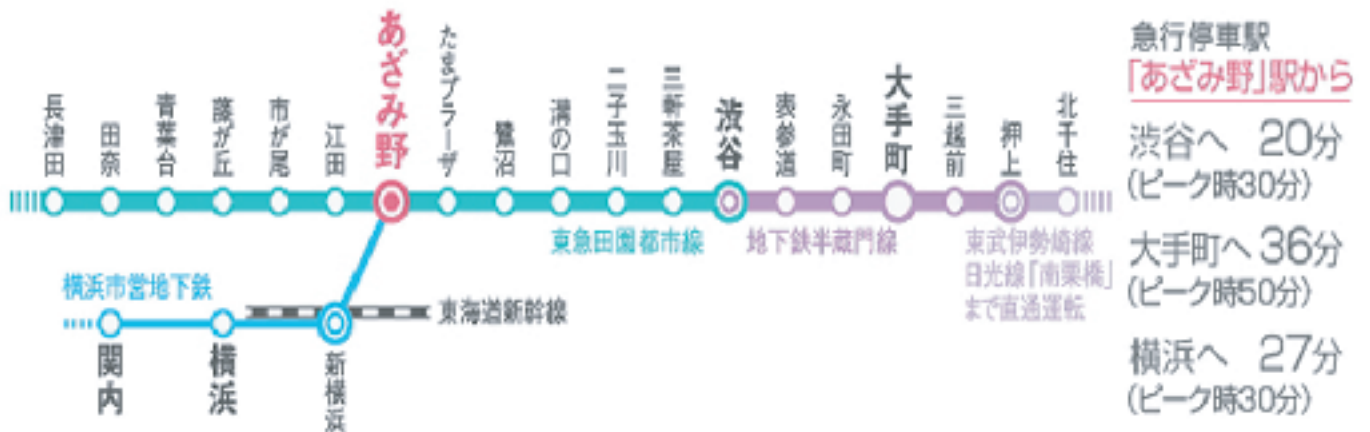 長津田
田奈
青葉台
藤が丘
市が尾
江田
あざみ野
たまプラーザ
鷺沼
溝の口
二子玉川
三軒茶屋
渋谷
表参道
永田町
大手町
三越前
押上
北千住
東急田園都市線
地下鉄半蔵門線
東武伊勢崎線
日光線「南栗橋」
まで直通運転
横浜市営地下鉄
東海道新幹線
関内
横浜
新横浜
急行停車駅
「あざみ野」駅から
渋谷へ 20分
(ピーク時30分)
大手町へ 36分
(ピーク時50分)
横浜へ 27分
(ピーク時30分)